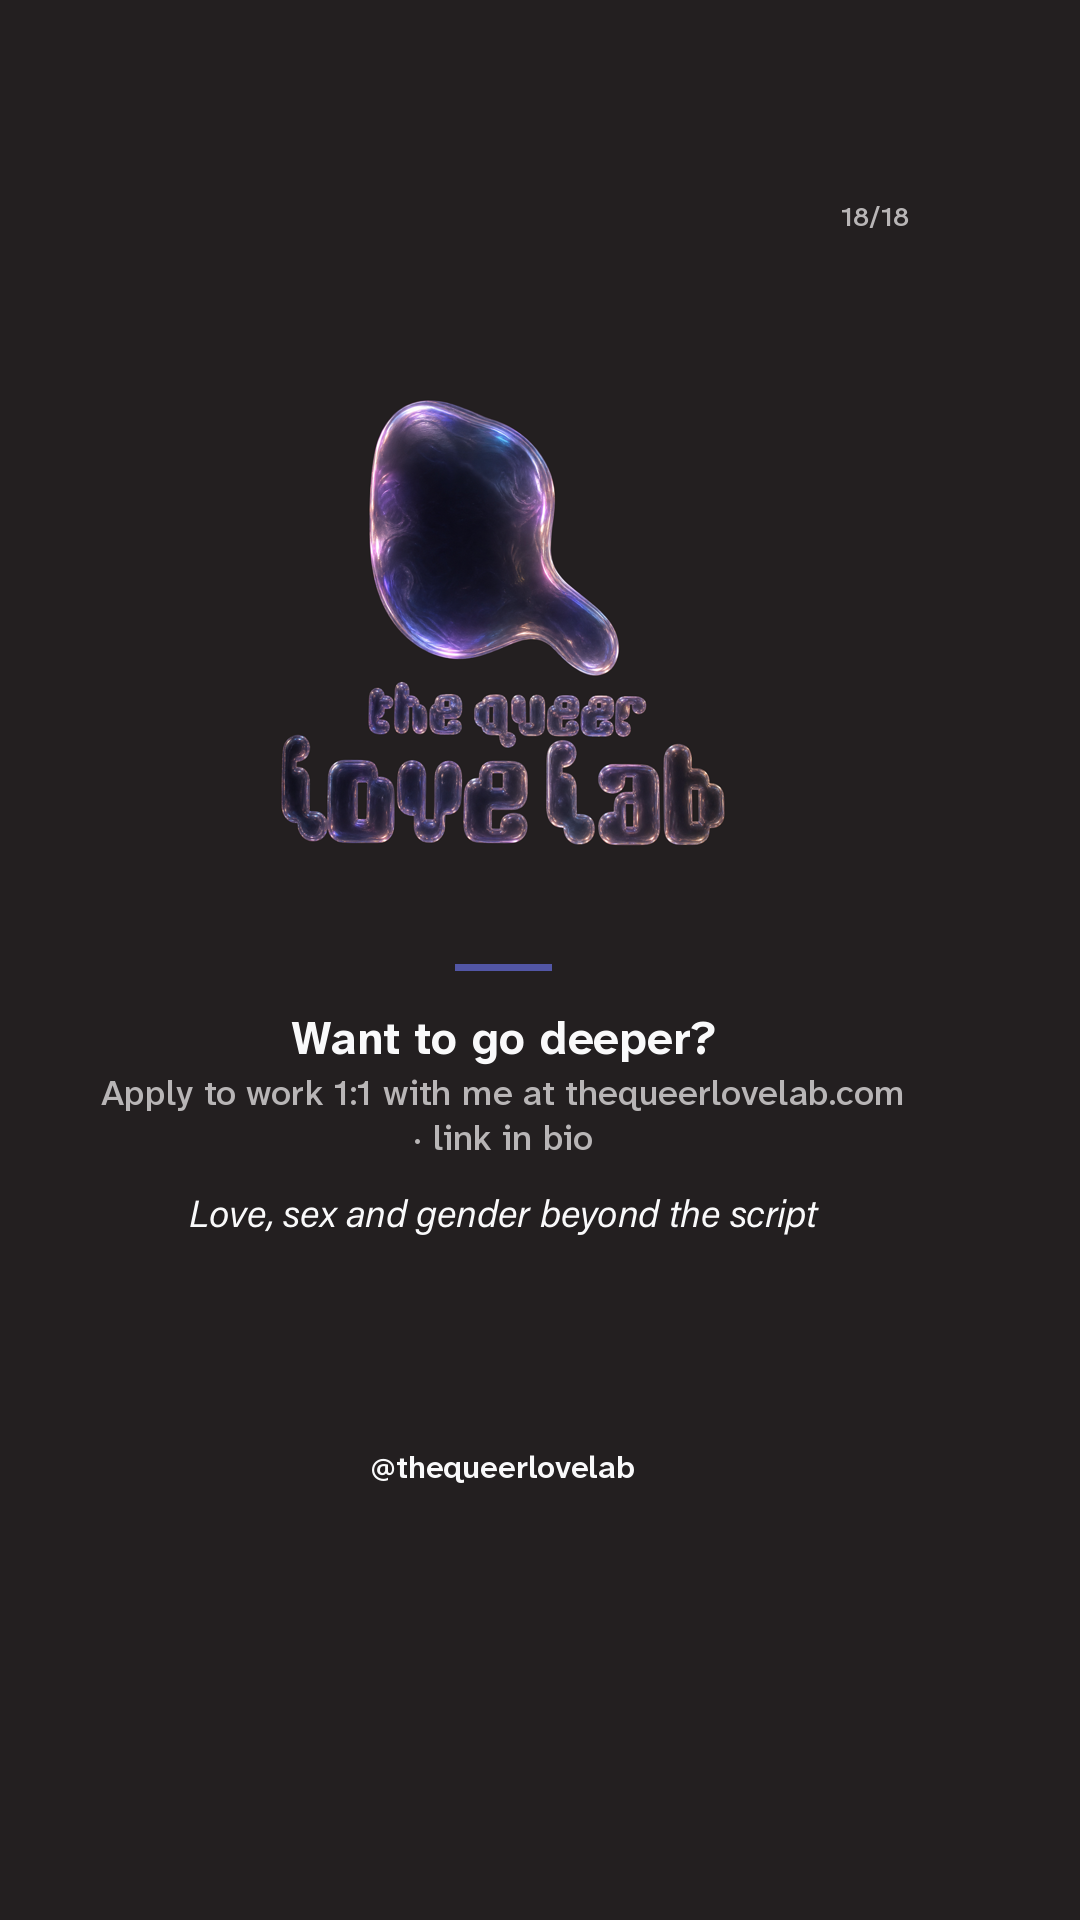 18/18
the queer
love lab
Want to go deeper?
Apply to work 1:1 with me at thequeerlovelab.com
· link in bio
Love, sex and gender beyond the script
@thequeerlovelab